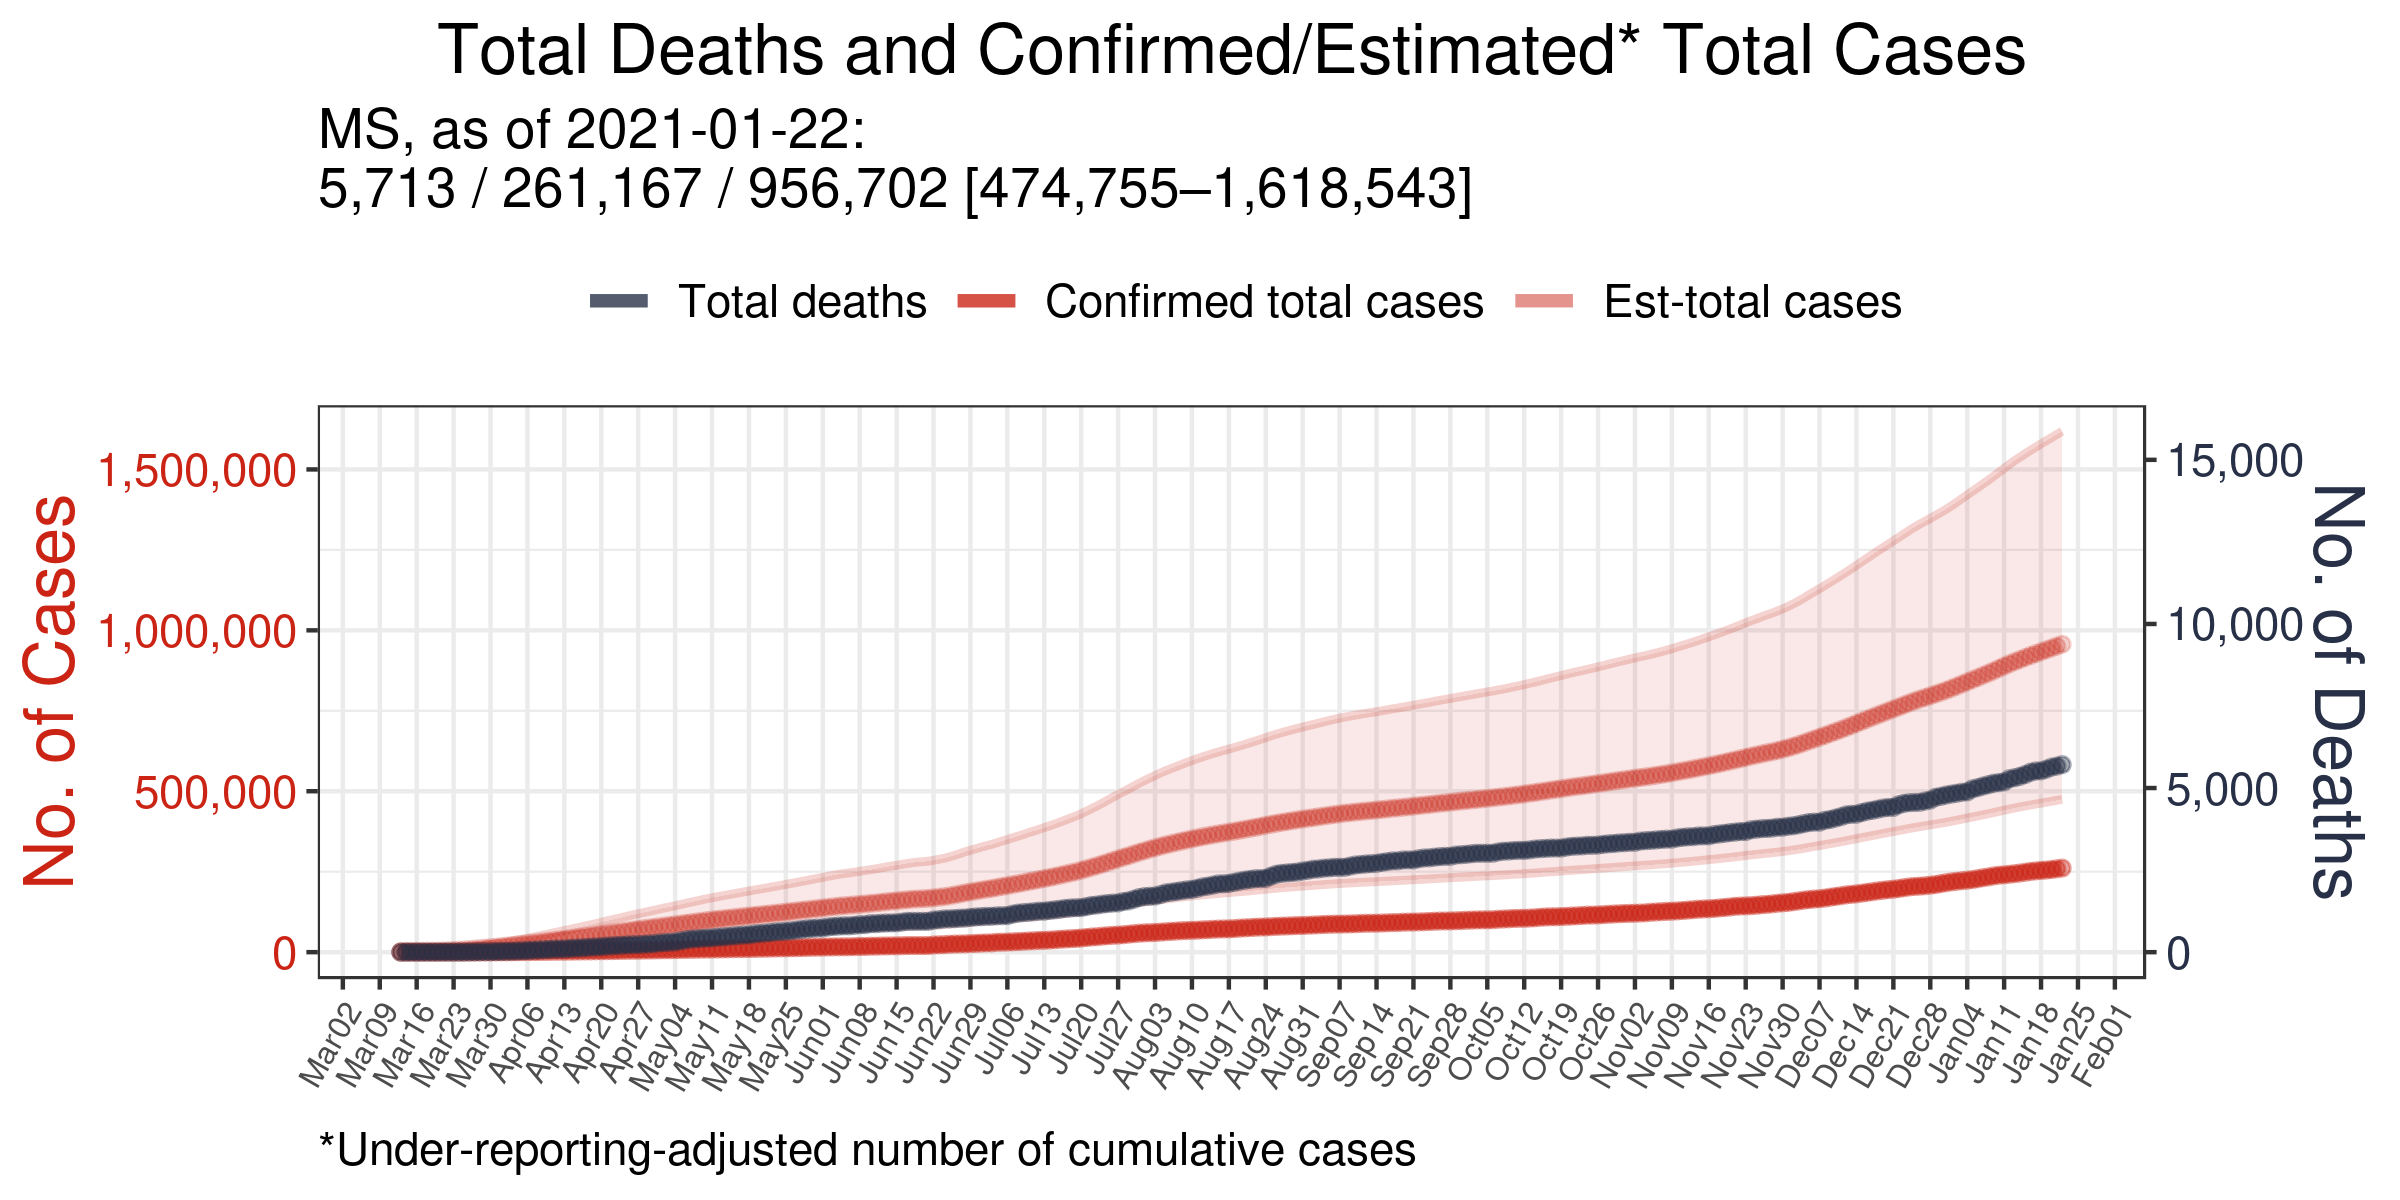 Total Deaths and Confirmed/Estimated* Total Cases
MS, as of 2021-01-22:
5,713 / 261,167 / 956,702 [474,755–1,618,543]
Total deaths Confirmed total cases Est-total cases
No. of Cases
1,500,000
1,000,000
500,000
0
15,000
10,000
5,000
0
No. of Deaths
Mar02 Mar09 Mar16 Mar23 Mar30 Apr06 Apr13 Apr20 Apr27 May04 May11 May18 May25 Jun01 Jun08 Jun15 Jun22 Jun29 Jul06 Jul13 Jul20 Jul27 Aug03 Aug10 Aug17 Aug24 Aug31 Sep07 Sep14 Sep21 Sep28 Oct05 Oct12 Oct19 Oct26 Nov02 Nov09 Nov16 Nov23 Nov30 Dec07 Dec14 Dec21 Dec28 Jan04 Jan11 Jan18 Jan25 Feb01
*Under-reporting-adjusted number of cumulative cases